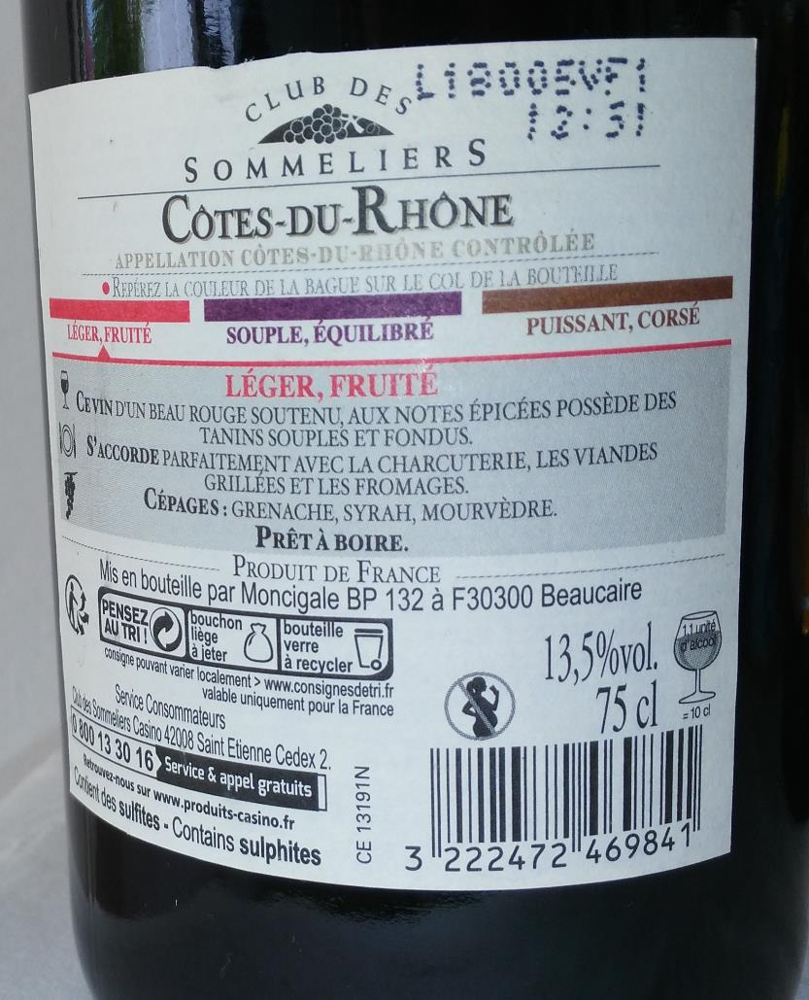 CLUB DES
SOMMELIERS
L18005VF1
12:51
CÔTES-DU-RHÔNE
APPELLATION CÔTES-DU-RHÔNE CONTRÔLÉE
REPÉREZ LA COULEUR DE LA BAGUE SUR LE COL DE LA BOUTEILLE
LÉGER, FRUITÉ
SOUPLE, ÉQUILIBRÉ
PUISSANT, CORSÉ
LÉGER, FRUITÉ
CE VIN D'UN BEAU ROUGE SOUTENU, AUX NOTES ÉPICÉES POSSÈDE DES
TANINS SOUPLES ET FONDUS.
S'ACCORDE PARFAITEMENT AVEC LA CHARCUTERIE, LES VIANDES
GRILLÉES ET LES FROMAGES.
CÉPAGES : GRENACHE, SYRAH, MOURVÈDRE.
PRÊT À BOIRE.
PRODUIT DE FRANCE
Mis en bouteille par Moncigale BP 132 à F30300 Beaucaire
PENSEZ
AU TRI !
bouchon
liège
à jeter
bouteille
verre
à recycler
consigne pouvant varier localement > www.consignesdetri.fr
valable uniquement pour la France
Service Consommateurs
Club des Sommeliers Casino 42008 Saint Etienne Cedex 2.
0 800 13 30 16 Service & appel gratuits
Retrouvez-nous sur www.produits-casino.fr
Contient des sulfites - Contains sulphites
CE 13191N
13,5%vol.
75 cl
1.1 unité
d'alcool
= 10 cl
3 222472 469841